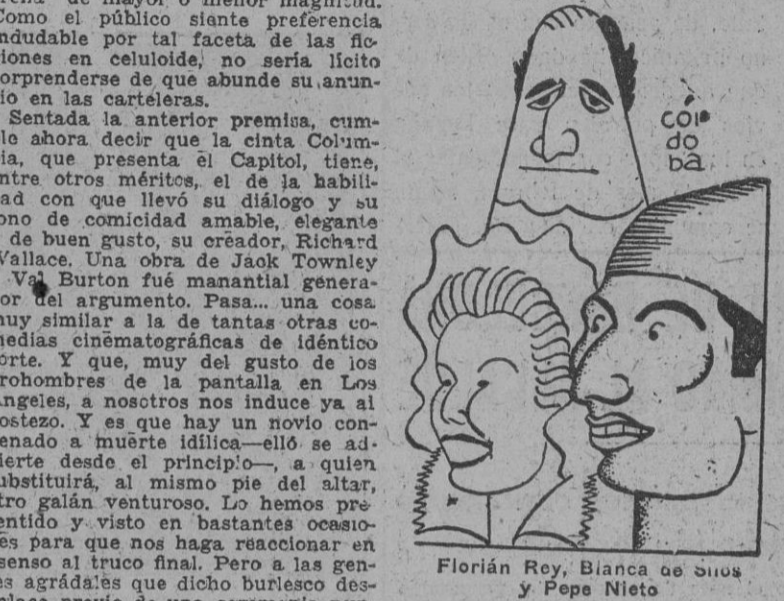 rena de mayor o menor magnitud.
Como el público siente preferencia
ndudable por tal faceta de las fic-
iones en celuloide, no sería lícito
orprenderse de que abunde su anun-
io en las carteleras.
Sentada la anterior premisa, cum-
le ahora decir que la cinta Colum-
ia, que presenta el Capitol, tiene,
ntre otros méritos, el de la habili-
ad con que llevó su diálogo y su
ono de comicidad amable, elegante
de buen gusto, su creador, Richard
Wallace. Una obra de Jack Townley
Val Burton fué manantial genera-
or del argumento. Pasa... una cosa
muy similar a la de tantas otras co-
medias cinematográficas de idéntico
orte. Y que, muy del gusto de los
rohombres de la pantalla en Los
Angeles, a nosotros nos induce ya al
ostezo. Y es que hay un novio con-
enado a muerte idílica—ello se ad-
ierte desde el principio—, a quien
ubstituirá, al mismo pie del altar,
tro galán venturoso. Lo hemos pre-
entido y visto en bastantes ocasio-
es para que nos haga reaccionar en
senso al truco final. Pero a las gen-
es agrádales que dicho burlesco des-
cór
do
ba
Florián Rey, Blanca de Silos
y Pepe Nieto